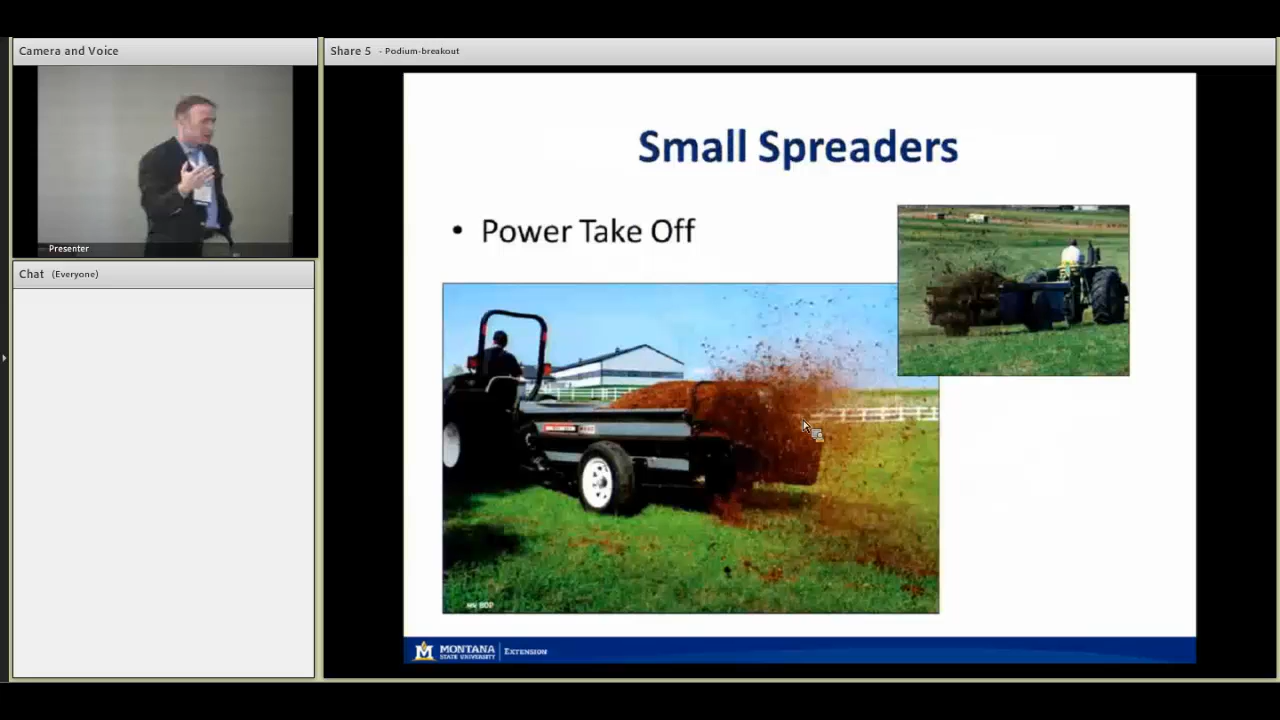 Camera and Voice
Presenter
Chat (Everyone)
Share 5 - Podium-breakout
Small Spreaders
• Power Take Off
MONTANA
STATE UNIVERSITY
EXTENSION